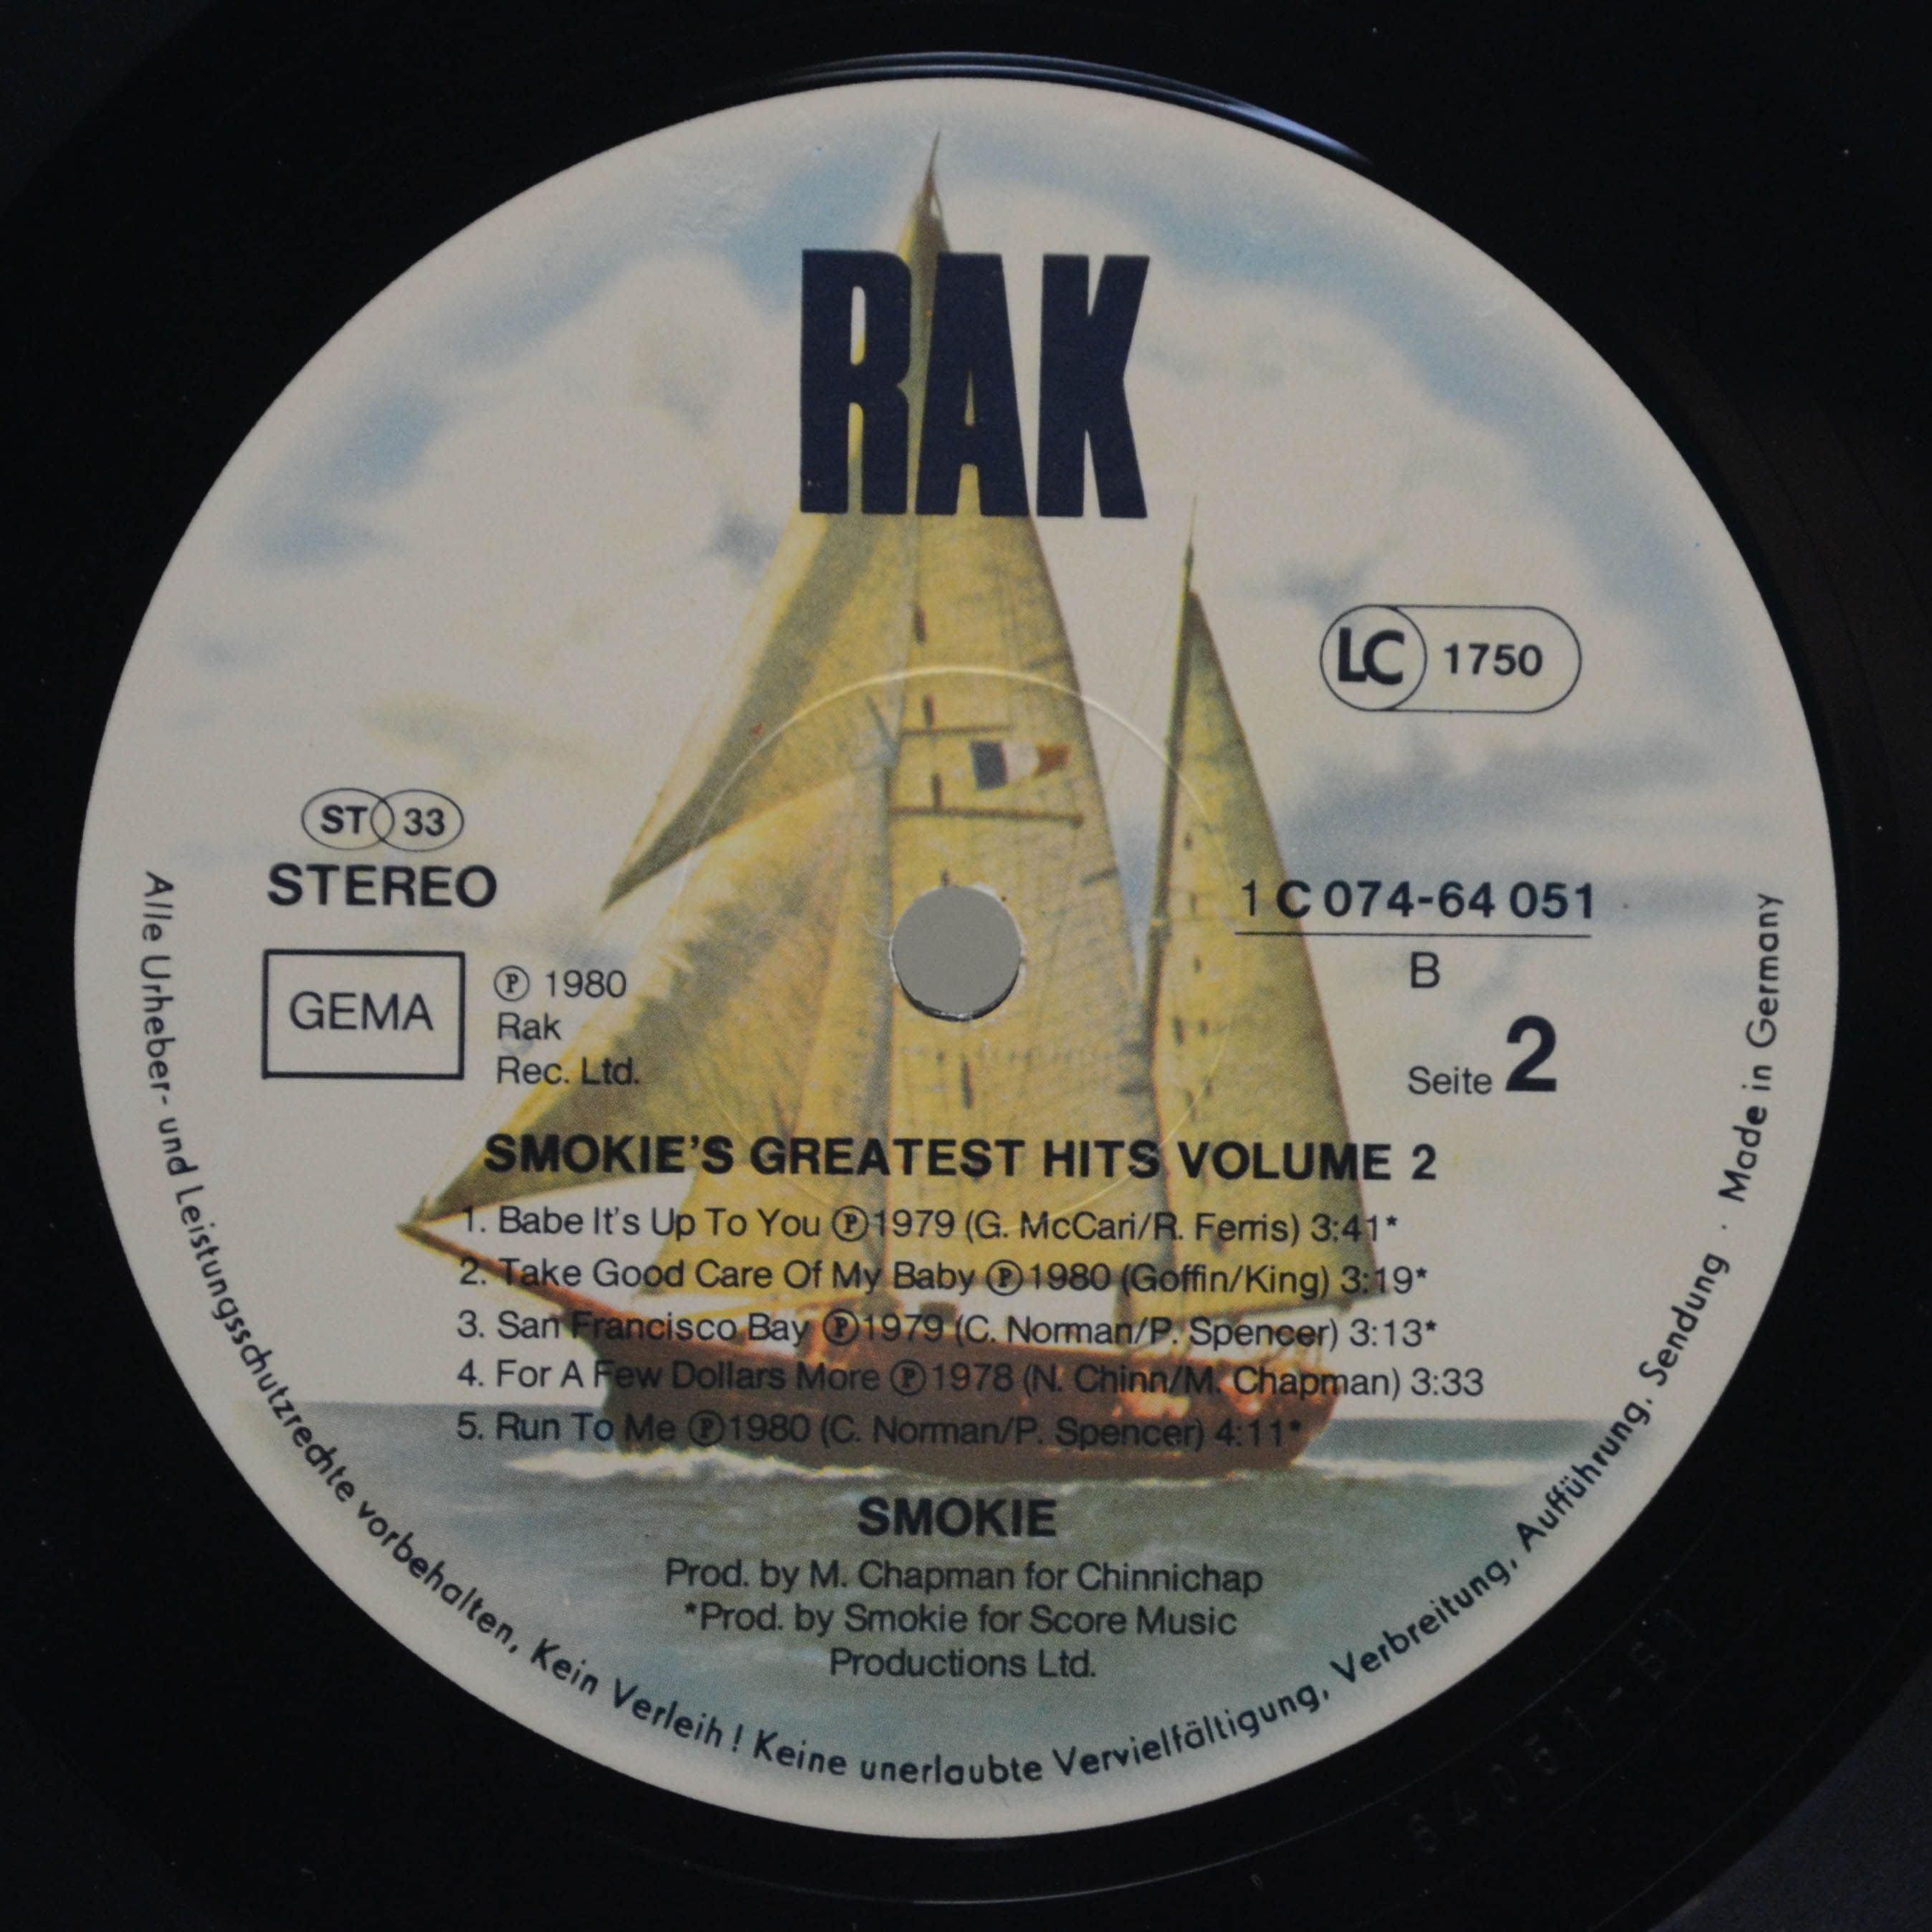 RAK
LC 1750
ST 33
STEREO
1 C 074-64 051
GEMA
℗ 1980
Rak
Rec. Ltd.
B
Seite 2
SMOKIE'S GREATEST HITS VOLUME 2
1. Babe It's Up To You ℗1979 (G. McCari/R. Ferris) 3:41*
2. Take Good Care Of My Baby ℗1980 (Goffin/King) 3:19*
3. San Francisco Bay ℗1979 (C. Norman/P. Spencer) 3:13*
4. For A Few Dollars More ℗1978 (N. Chinn/M. Chapman) 3:33
5. Run To Me ℗1980 (C. Norman/P. Spencer) 4:11*
SMOKIE
Prod. by M. Chapman for Chinnichap
*Prod. by Smokie for Score Music
Productions Ltd.
Alle Urheber- und Leistungsschutzrechte vorbehalten, Kein Verleih! Keine unerlaubte Vervielfältigung, Verbreitung, Aufführung, Sendung · Made in Germany